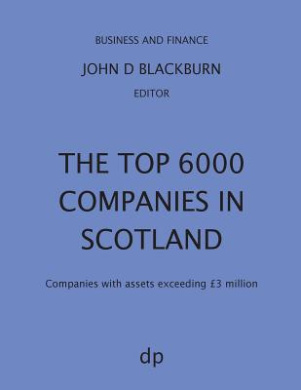 BUSINESS AND FINANCE
JOHN D BLACKBURN
EDITOR
THE TOP 6000
COMPANIES IN
SCOTLAND
Companies with assets exceeding £3 million
dp